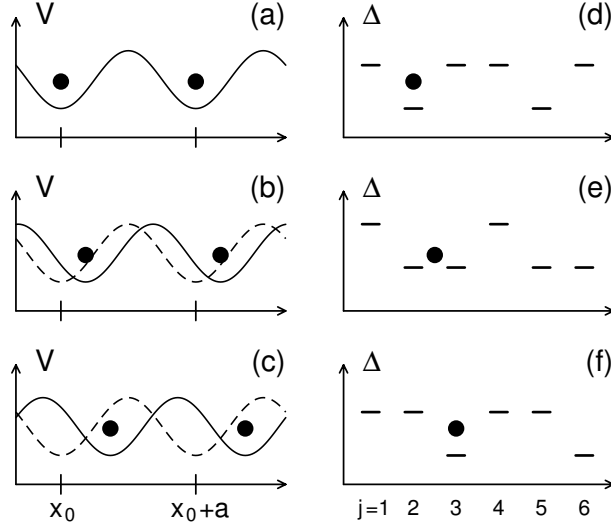 V (a) Δ (d)
V (b) Δ (e)
V (c) Δ (f)
x₀ x₀+a j=1 2 3 4 5 6